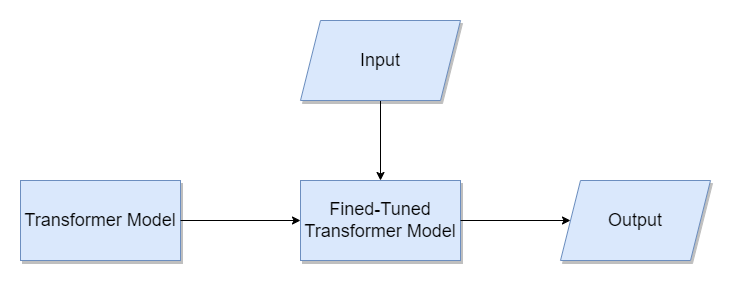 Input
Transformer Model
Fined-Tuned
Transformer Model
Output